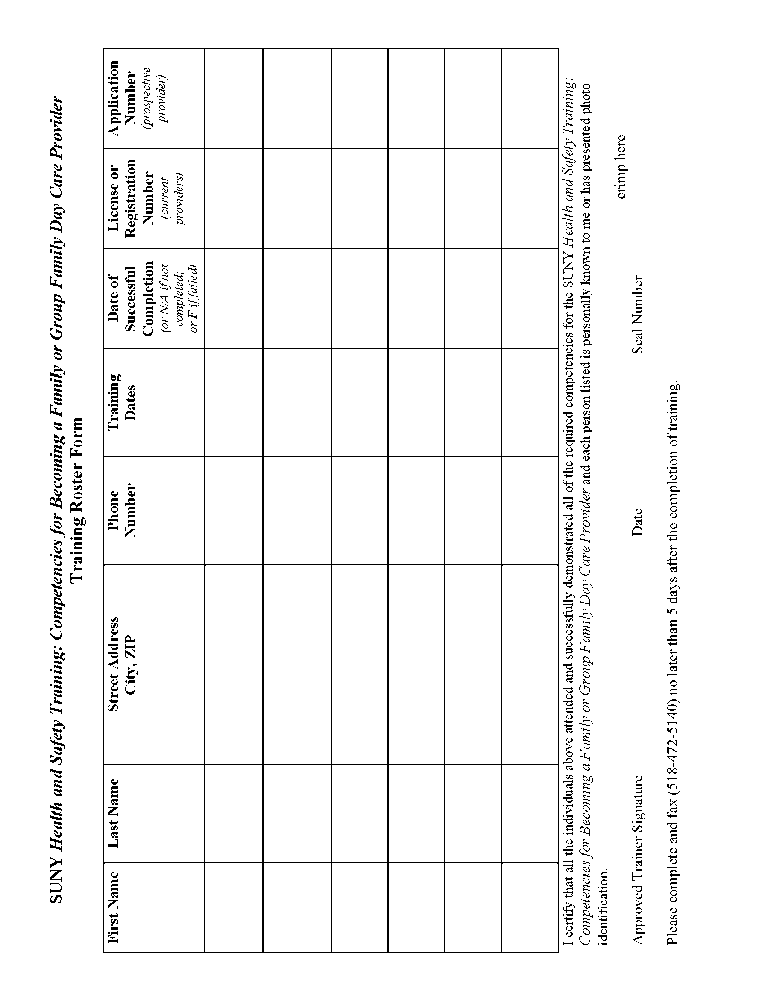 SUNY Health and Safety Training: Competencies for Becoming a Family or Group Family Day Care Provider
Training Roster Form
First Name
Last Name
Street Address
City, ZIP
Phone
Number
Training
Dates
Date of
Successful
Completion
(or N/A if not
completed;
or F if failed)
License or
Registration
Number
(current
providers)
Application
Number
(prospective
provider)
I certify that all the individuals above attended and successfully demonstrated all of the required competencies for the SUNY Health and Safety Training:
Competencies for Becoming a Family or Group Family Day Care Provider and each person listed is personally known to me or has presented photo
identification.
crimp here
Approved Trainer Signature
Date
Seal Number
Please complete and fax (518-472-5140) no later than 5 days after the completion of training.